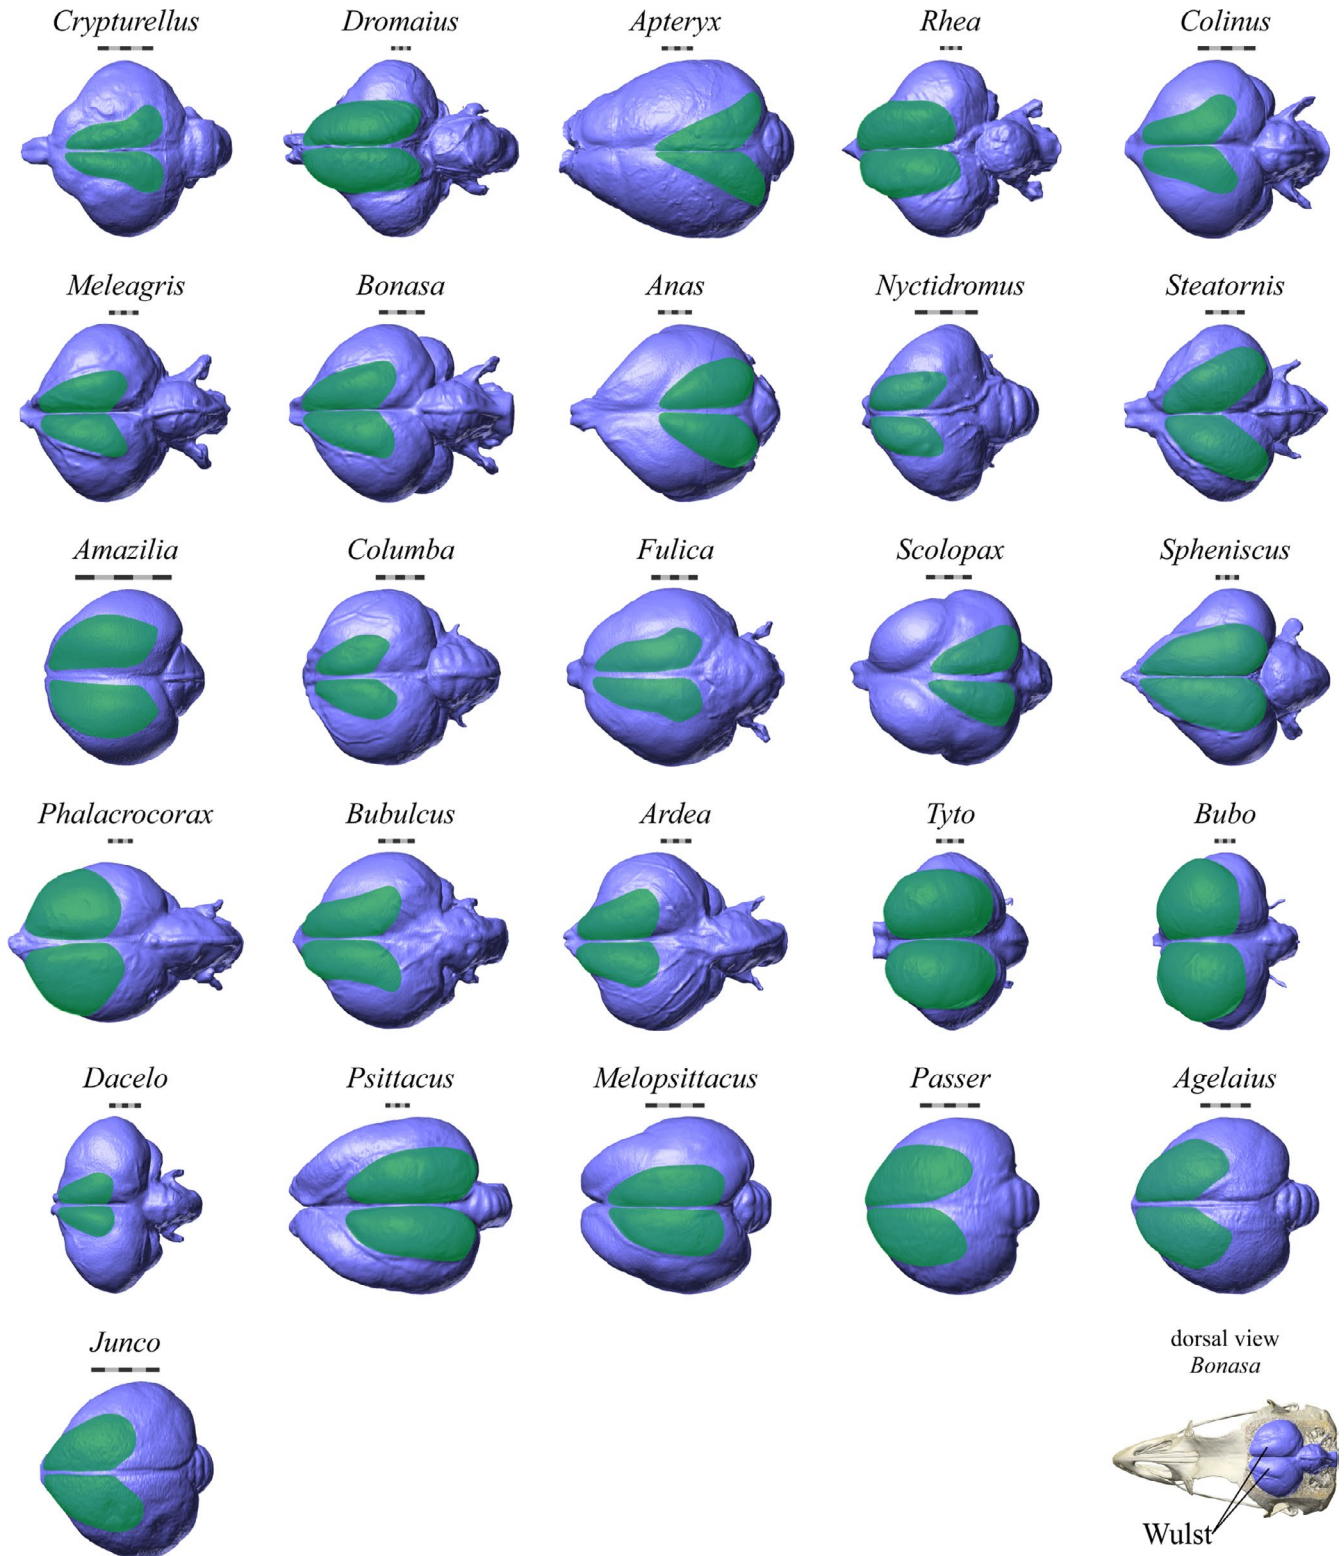 Crypturellus
Dromaius
Apteryx
Rhea
Colinus
Meleagris
Bonasa
Anas
Nyctidromus
Steatornis
Amazilia
Columba
Fulica
Scolopax
Spheniscus
Phalacrocorax
Bubulcus
Ardea
Tyto
Bubo
Dacelo
Psittacus
Melopsittacus
Passer
Agelaius
Junco
dorsal view
Bonasa
Wulst